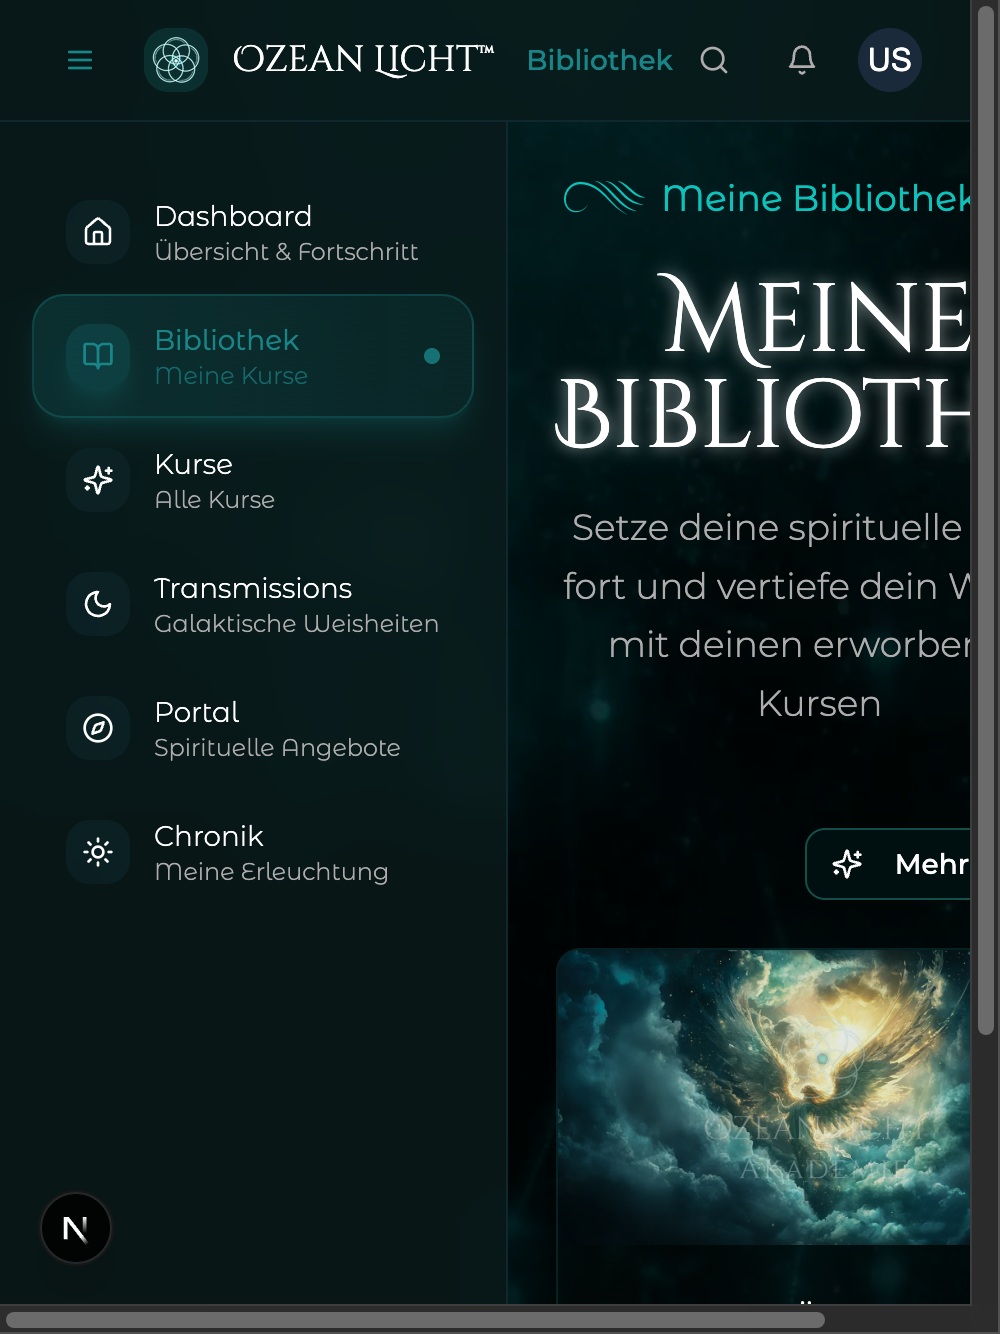 OZEAN LICHT™ Bibliothek US
Dashboard
Übersicht & Fortschritt
Bibliothek
Meine Kurse
Kurse
Alle Kurse
Transmissions
Galaktische Weisheiten
Portal
Spirituelle Angebote
Chronik
Meine Erleuchtung
N
Meine Bibliothek
MEINE
BIBLIOTH
Setze deine spirituelle
fort und vertiefe dein W
mit deinen erworben
Kursen
Mehr
OZEAN LICHT
AKADEMIE